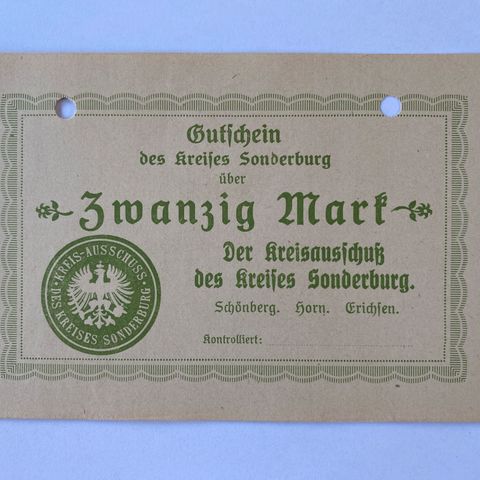 Gutschein
des Kreises Sonderburg
über
Zwanzig Mark
Der Kreisausschuß
des Kreises Sonderburg.
Schönberg. Horn. Erichsen.
Kontrolliert:
KREIS-AUSSCHUSS
DES KREISES SONDERBURG